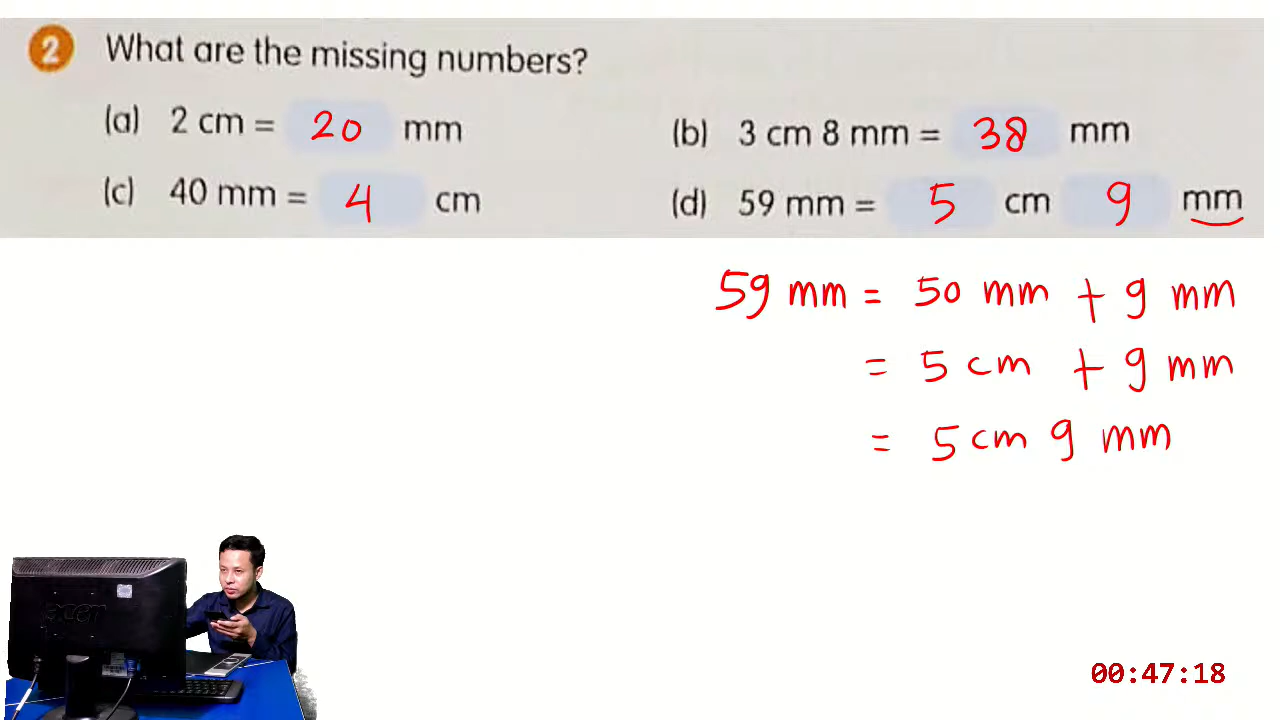 2 What are the missing numbers?
(a) 2 cm = 20 mm
(b) 3 cm 8 mm = 38 mm
(c) 40 mm = 4 cm
(d) 59 mm = 5 cm 9 mm
59 mm = 50 mm + 9 mm
= 5 cm + 9 mm
= 5 cm 9 mm
acer
00:47:18